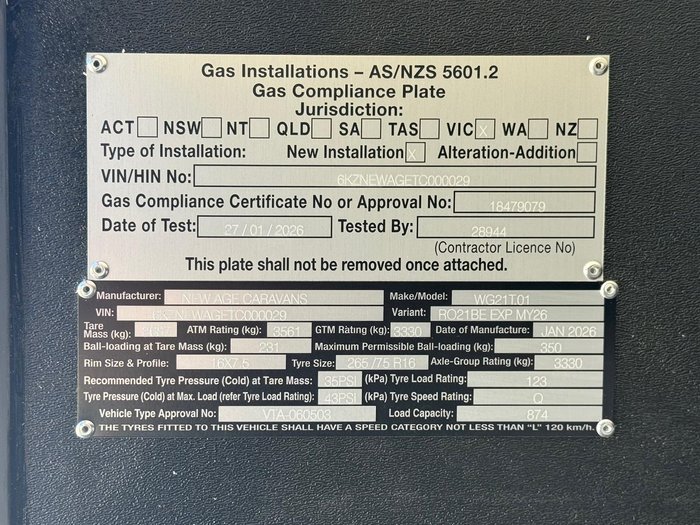 Gas Installations – AS/NZS 5601.2
Gas Compliance Plate
Jurisdiction:
ACT NSW NT QLD SA TAS VIC X WA NZ
Type of Installation: New Installation X Alteration-Addition
VIN/HIN No: 6KZNEWAGETC000029
Gas Compliance Certificate No or Approval No: 18479079
Date of Test: 27 / 01 / 2026 Tested By: 28944
(Contractor Licence No)
This plate shall not be removed once attached.
Manufacturer: NEW AGE CARAVANS Make/Model: WG21T.01
VIN: 6KZNEWAGETC000029 Variant: RO21BE EXP MY26
Tare Mass (kg): 2687 ATM Rating (kg): 3561 GTM Rating (kg): 3330 Date of Manufacture: JAN 2026
Ball-loading at Tare Mass (kg): 231 Maximum Permissible Ball-loading (kg): 350
Rim Size & Profile: 16X7.5 Tyre Size: 265 /75 R16 Axle-Group Rating (kg): 3330
Recommended Tyre Pressure (Cold) at Tare Mass: 35PSI (kPa) Tyre Load Rating: 123
Tyre Pressure (Cold) at Max. Load (refer Tyre Load Rating): 43PSI (kPa) Tyre Speed Rating: Q
Vehicle Type Approval No: VTA-060503 Load Capacity: 874
THE TYRES FITTED TO THIS VEHICLE SHALL HAVE A SPEED CATEGORY NOT LESS THAN "L" 120 km/h.